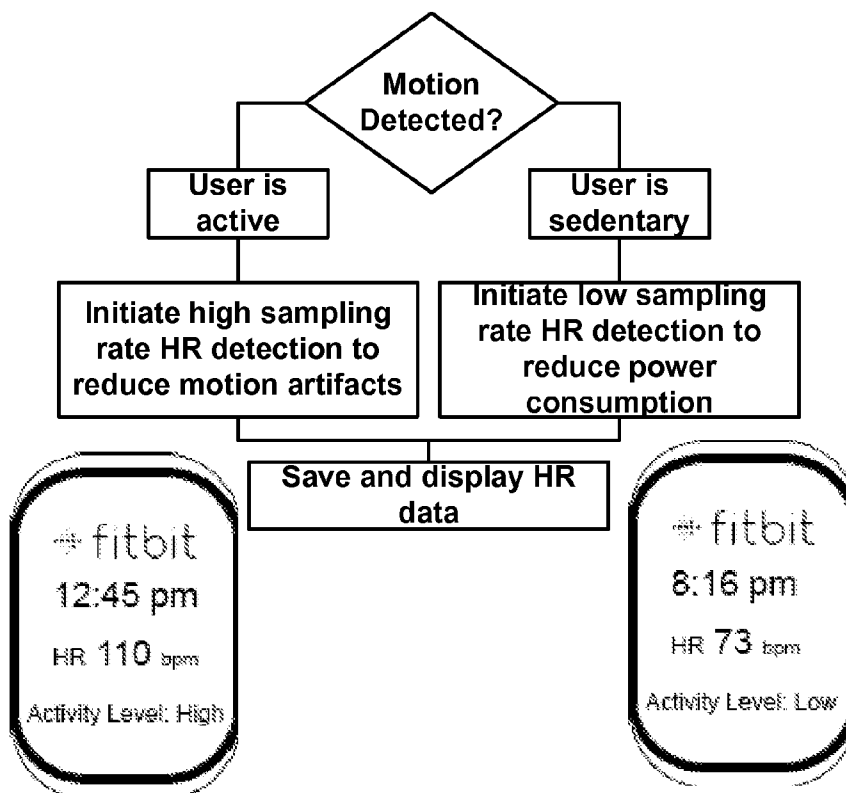 Motion
Detected?
User is
active
User is
sedentary
Initiate high sampling
rate HR detection to
reduce motion artifacts
Initiate low sampling
rate HR detection to
reduce power
consumption
Save and display HR
data
fitbit
12:45 pm
HR 110 bpm
Activity Level: High
fitbit
8:16 pm
HR 73 bpm
Activity Level: Low